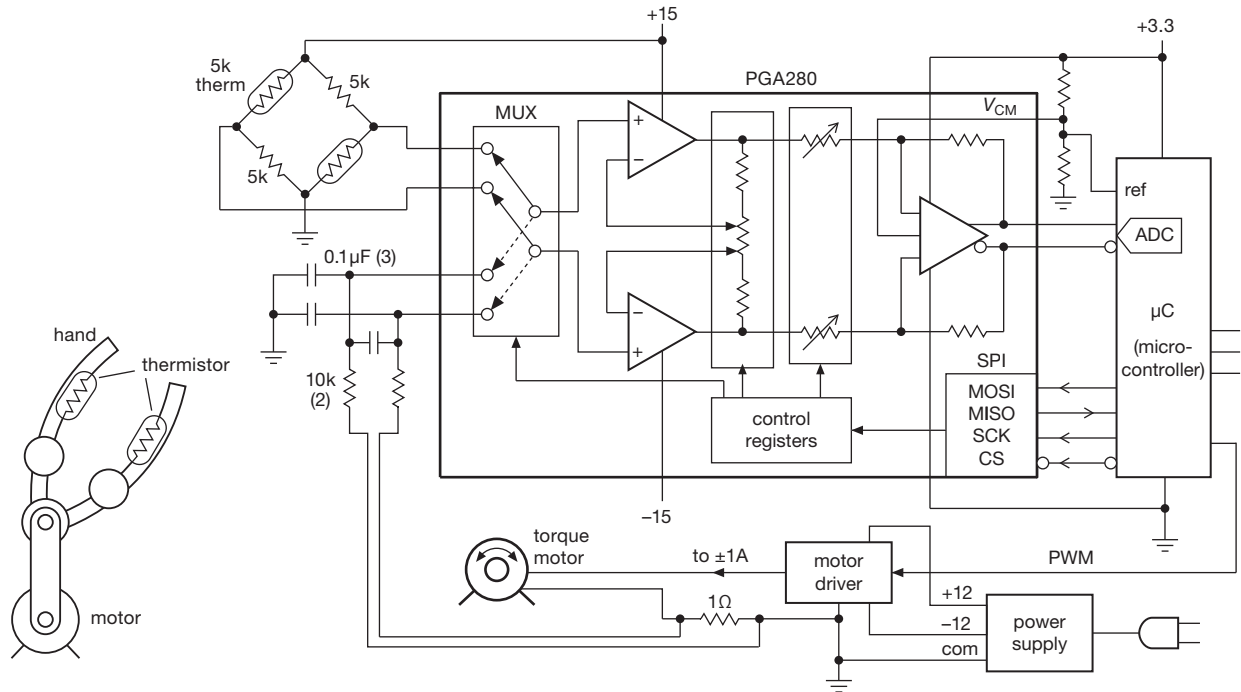 +15
+3.3
5k
therm
5k
PGA280
MUX
V_CM
5k
ref
ADC
0.1µF (3)
µC
(micro-
controller)
hand
thermistor
10k
(2)
SPI
MOSI
MISO
SCK
CS
control
registers
−15
torque
motor
to ±1A
motor
driver
PWM
1Ω
+12
−12
com
power
supply
motor
+
−
−
+